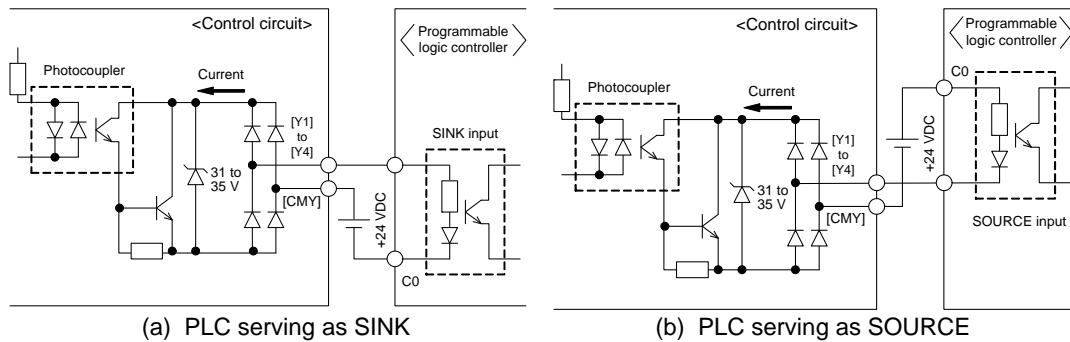 <Control circuit>
Programmable
logic controller
Photocoupler
Current
[Y1]
to
[Y4]
SINK input
31 to
35 V
[CMY]
+24 VDC
C0
(a) PLC serving as SINK
<Control circuit>
Programmable
logic controller
C0
Photocoupler
Current
+24 VDC
[Y1]
to
[Y4]
31 to
35 V
[CMY]
SOURCE input
(b) PLC serving as SOURCE